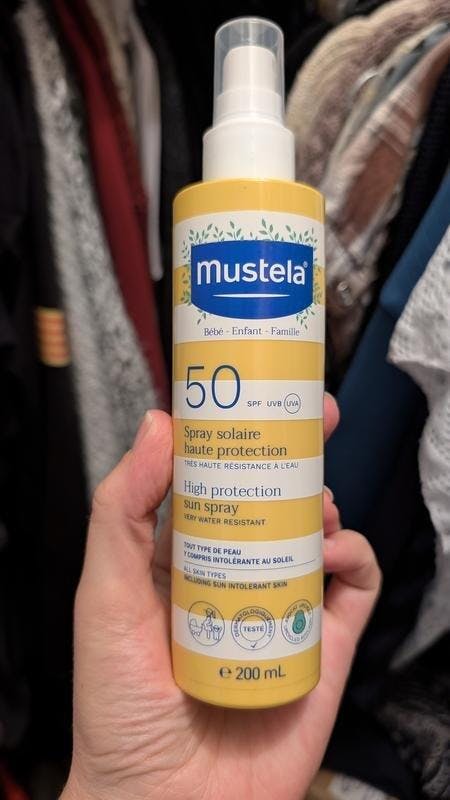 mustela®
Bébé - Enfant - Famille
50 SPF UVB UVA
Spray solaire
haute protection
TRÈS HAUTE RÉSISTANCE À L'EAU
High protection
sun spray
VERY WATER RESISTANT
TOUT TYPE DE PEAU
Y COMPRIS INTOLÉRANTE AU SOLEIL
ALL SKIN TYPES
INCLUDING SUN INTOLERANT SKIN
TESTÉ
℮ 200 mL